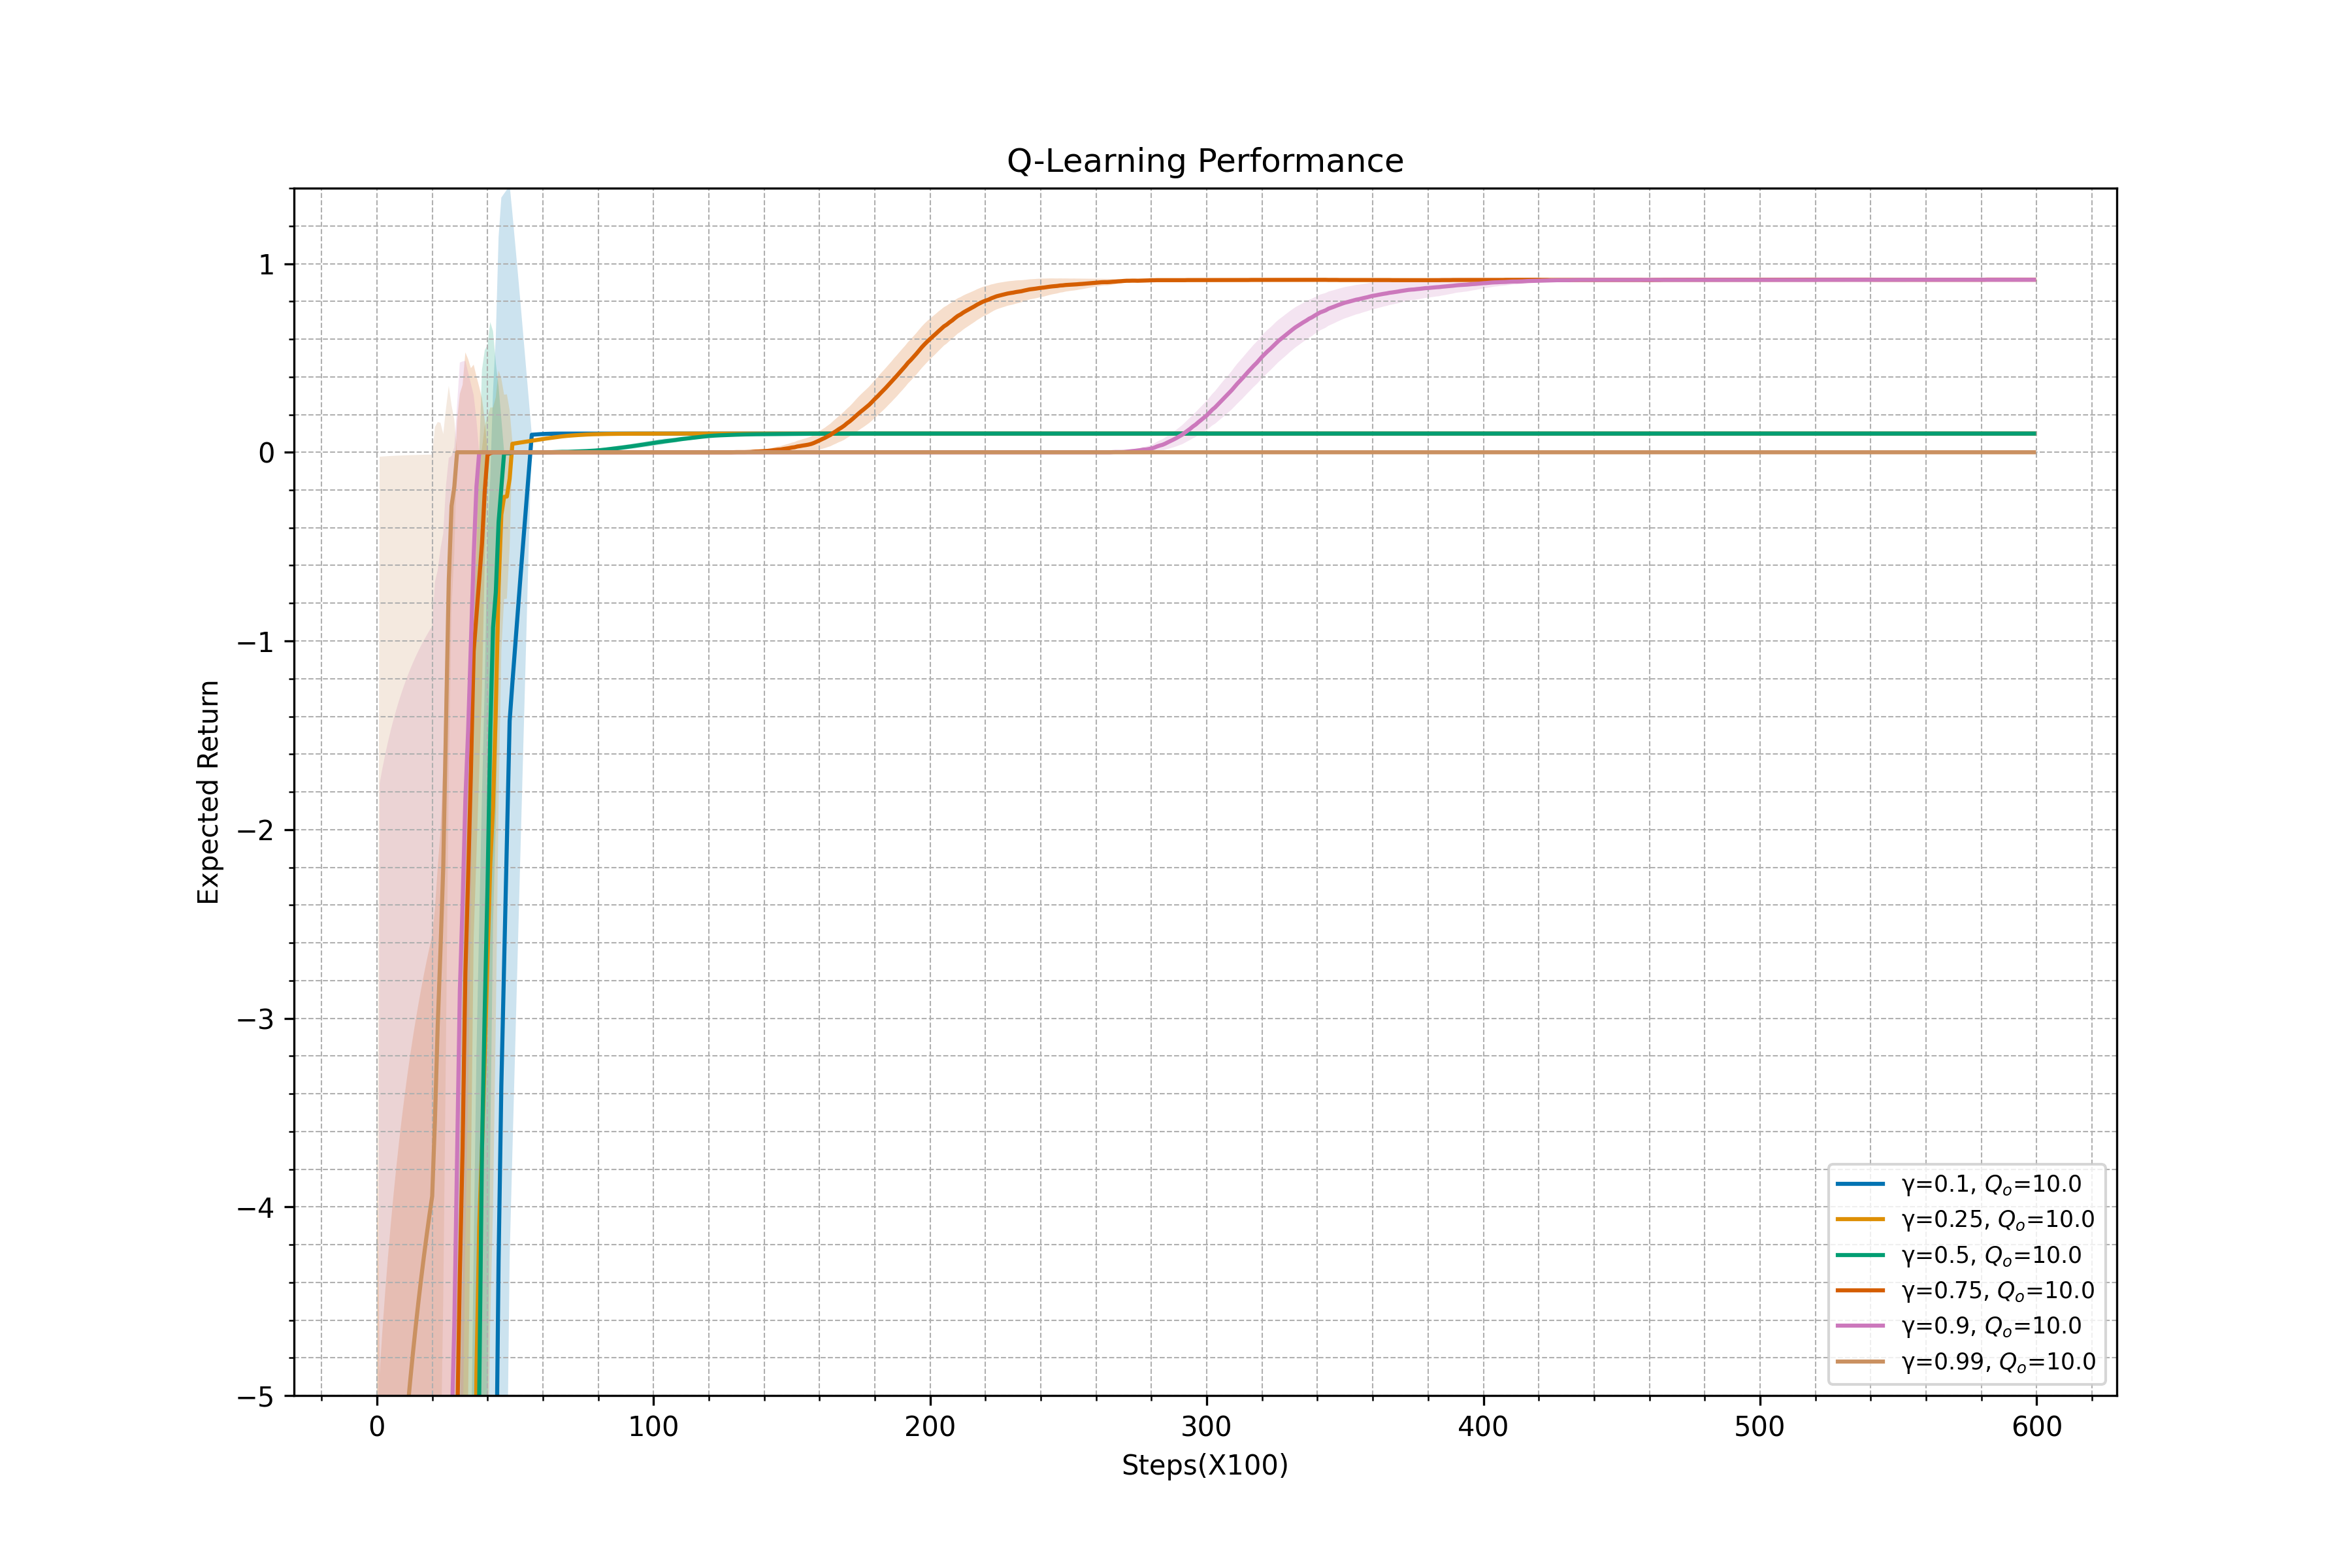 Q-Learning Performance
Expected Return
1
0
−1
−2
−3
−4
−5
0 100 200 300 400 500 600
Steps(X100)
γ=0.1, Qₒ=10.0
γ=0.25, Qₒ=10.0
γ=0.5, Qₒ=10.0
γ=0.75, Qₒ=10.0
γ=0.9, Qₒ=10.0
γ=0.99, Qₒ=10.0